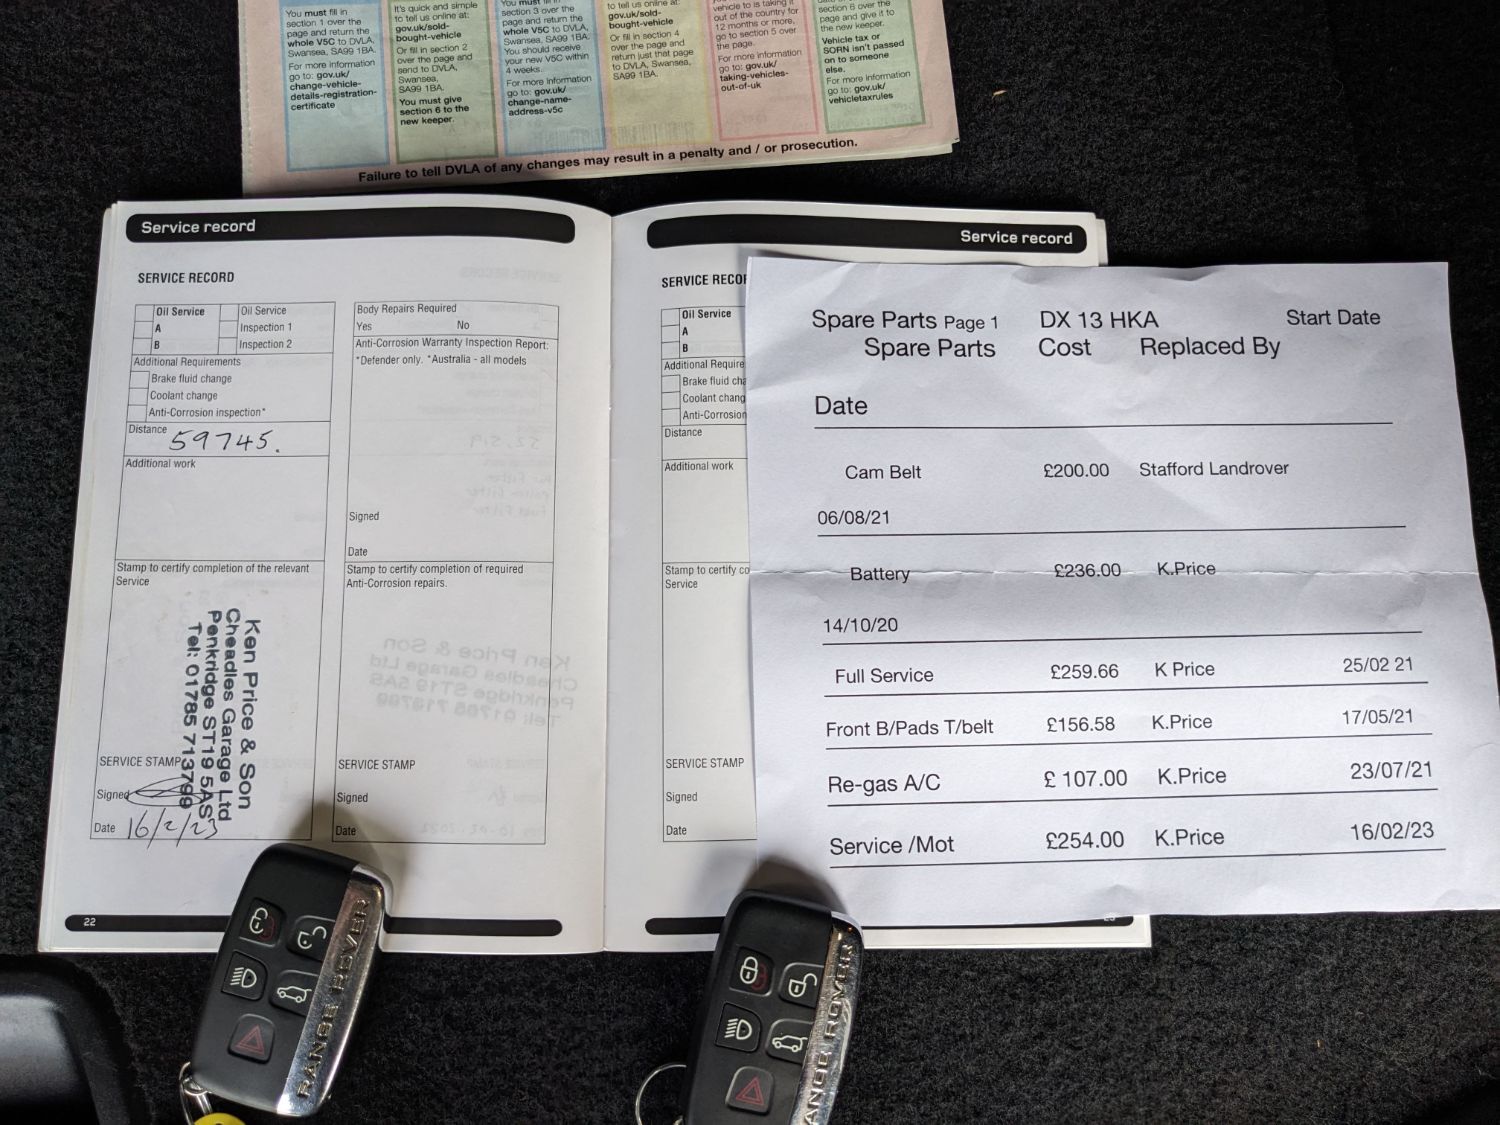 You must fill in
section 1 over the
page and return the
whole V5C to DVLA,
Swansea, SA99 1BA.
For more information
go to: gov.uk/
change-vehicle-
details-registration-
certificate
It's quick and simple
to tell us online at:
gov.uk/sold-
bought-vehicle
Or fill in section 2
over the page and
send to DVLA,
Swansea,
SA99 1BA.
You must give
section 6 to the
new keeper.
You must fill in
section 3 over the
page and return the
whole V5C to DVLA,
Swansea, SA99 1BA.
You should receive
your new V5C within
4 weeks.
For more information
go to: gov.uk/
change-name-
address-v5c
to tell us online at:
gov.uk/sold-
bought-vehicle
Or fill in section 4
over the page and
return just that page
to DVLA, Swansea,
SA99 1BA.
vehicle to is taking it
out of the country for
12 months or more,
go to section 5 over
the page.
For more information
go to: gov.uk/
taking-vehicles-
out-of-uk
section 6 over the
page and give it to
the new keeper.
Vehicle tax or
SORN isn't passed
on to someone
else.
For more information
go to: gov.uk/
vehicletaxrules
Failure to tell DVLA of any changes may result in a penalty and / or prosecution.
Service record
SERVICE RECORD
Oil Service
A
B
Oil Service
Inspection 1
Inspection 2
Additional Requirements
Brake fluid change
Coolant change
Anti-Corrosion inspection*
Distance 59745.
Additional work
Stamp to certify completion of the relevant
Service
Ken Price & Son
Cheadles Garage Ltd
Penkridge ST19 5AS
Tel: 01785 713799
SERVICE STAMP
Signed
Date 16/2/23
22
Body Repairs Required
Yes No
Anti-Corrosion Warranty Inspection Report:
*Defender only. *Australia - all models
Signed
Date
Stamp to certify completion of required
Anti-Corrosion repairs.
SERVICE STAMP
Signed
Date
Service record
SERVICE RECOR
Oil Service
A
B
Additional Require
Brake fluid cha
Coolant chang
Anti-Corrosion
Distance
Additional work
Stamp to certify co
Service
SERVICE STAMP
Signed
Date
Spare Parts Page 1 DX 13 HKA Start Date
Spare Parts Cost Replaced By
Date
Cam Belt £200.00 Stafford Landrover
06/08/21
Battery £236.00 K.Price
14/10/20
Full Service £259.66 K Price 25/02 21
Front B/Pads T/belt £156.58 K.Price 17/05/21
Re-gas A/C £ 107.00 K.Price 23/07/21
Service /Mot £254.00 K.Price 16/02/23
RANGE ROVER
ANGE ROVER